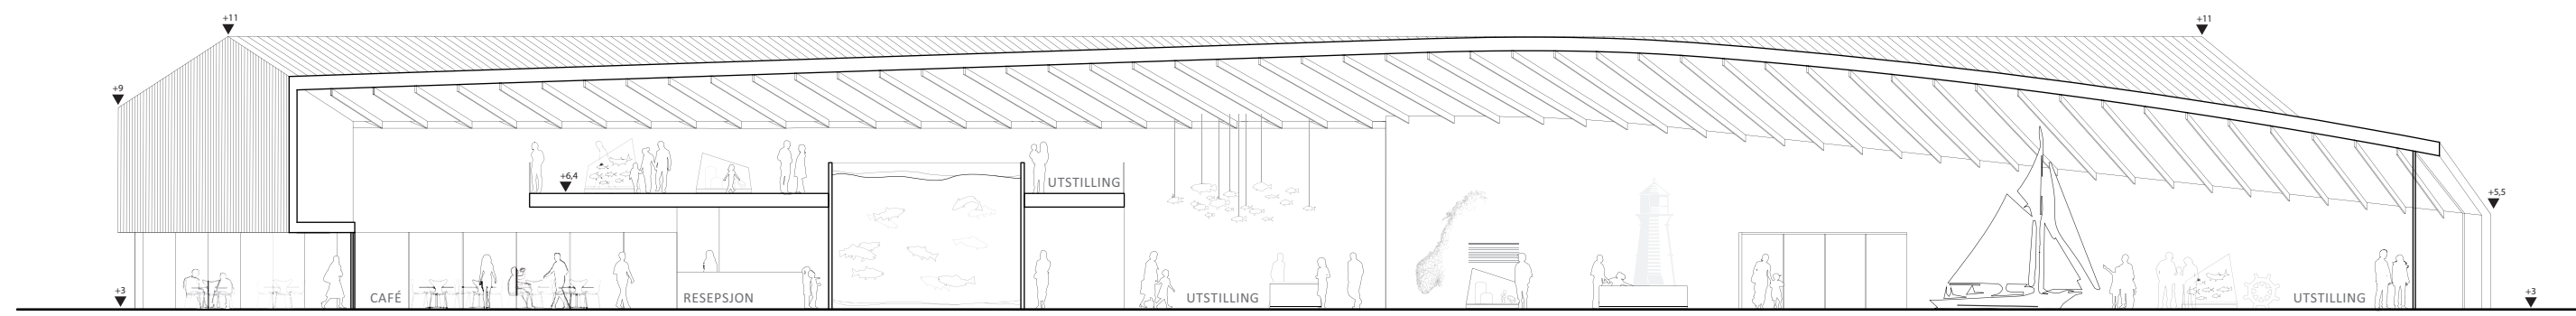 +11
+11
+9
+6,4
UTSTILLING
+5,5
+3
CAFÉ
RESEPSJON
UTSTILLING
UTSTILLING
+3